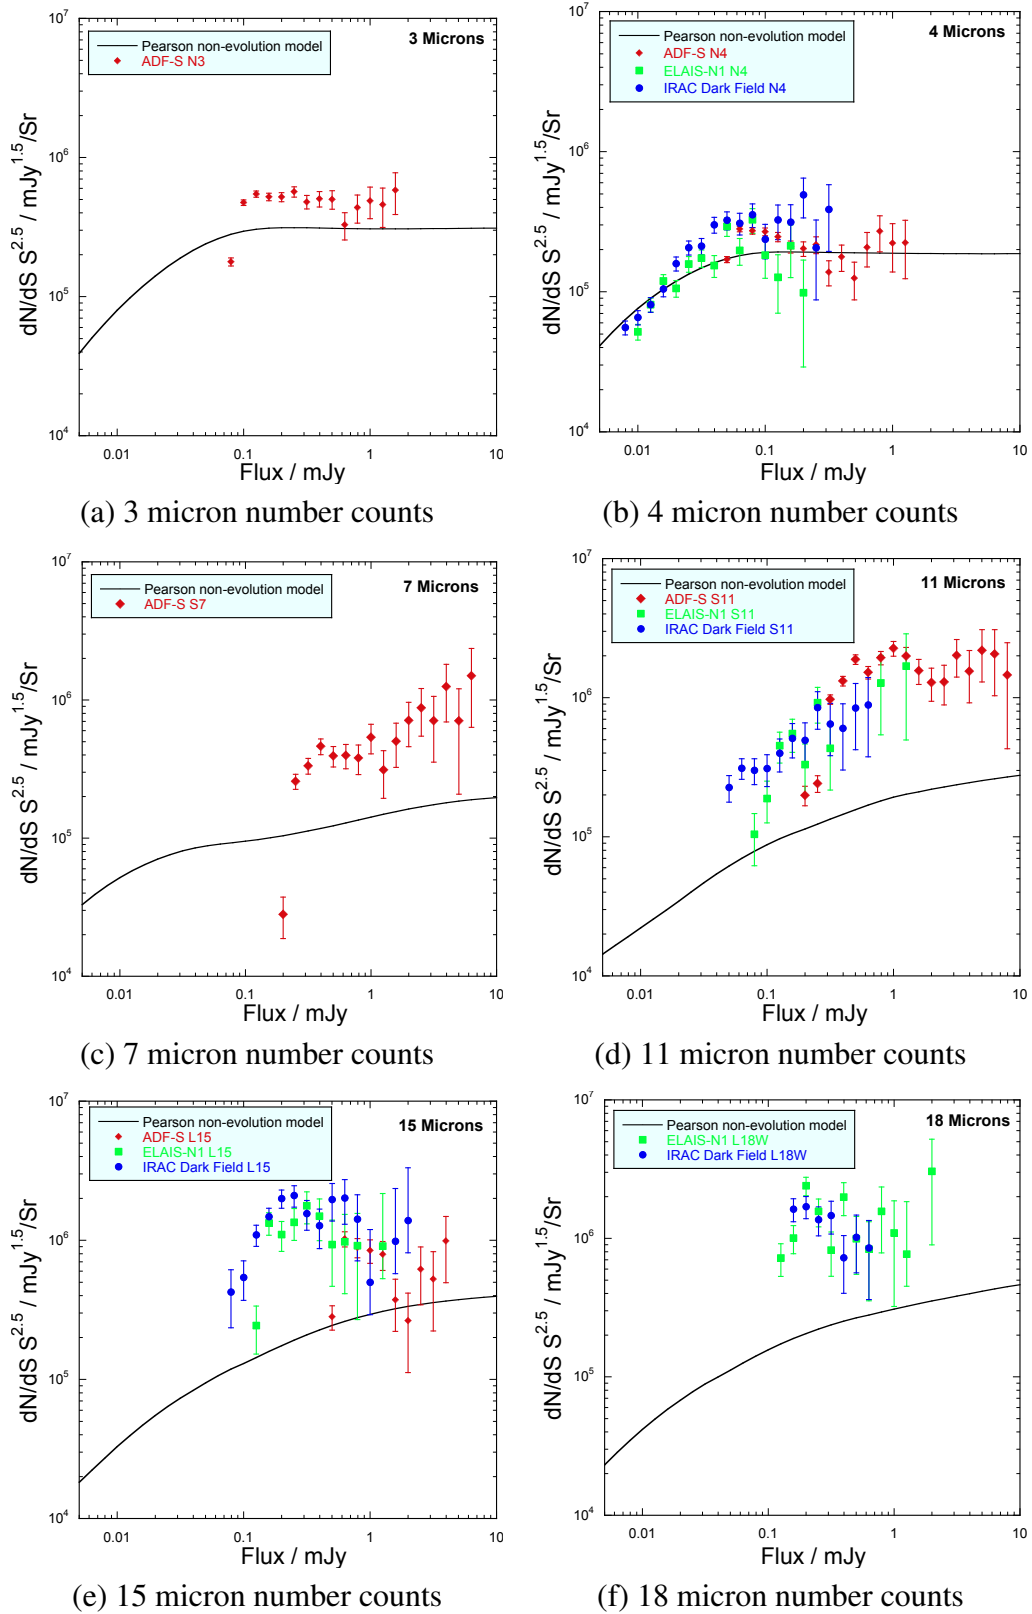 Pearson non-evolution model
ADF-S N3
3 Microns
10^7
10^6
10^5
10^4
dN/dS S^2.5 / mJy^1.5/Sr
0.01 0.1 1 10
Flux / mJy
(a) 3 micron number counts
Pearson non-evolution model
ADF-S N4
ELAIS-N1 N4
IRAC Dark Field N4
4 Microns
10^7
10^6
10^5
10^4
dN/dS S^2.5 / mJy^1.5/Sr
0.01 0.1 1 10
Flux / mJy
(b) 4 micron number counts
Pearson non-evolution model
ADF-S S7
7 Microns
10^7
10^6
10^5
10^4
dN/dS S^2.5 / mJy^1.5/Sr
0.01 0.1 1 10
Flux / mJy
(c) 7 micron number counts
Pearson non-evolution model
ADF-S S11
ELAIS-N1 S11
IRAC Dark Field S11
11 Microns
10^7
10^6
10^5
10^4
dN/dS S^2.5 / mJy^1.5/Sr
0.01 0.1 1 10
Flux / mJy
(d) 11 micron number counts
Pearson non-evolution model
ADF-S L15
ELAIS-N1 L15
IRAC Dark Field L15
15 Microns
10^7
10^6
10^5
10^4
dN/dS S^2.5 / mJy^1.5/Sr
0.01 0.1 1 10
Flux / mJy
(e) 15 micron number counts
Pearson non-evolution model
ELAIS-N1 L18W
IRAC Dark Field L18W
18 Microns
10^7
10^6
10^5
10^4
dN/dS S^2.5 / mJy^1.5/Sr
0.01 0.1 1 10
Flux / mJy
(f) 18 micron number counts